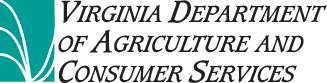 VIRGINIA DEPARTMENT
OF AGRICULTURE AND
CONSUMER SERVICES